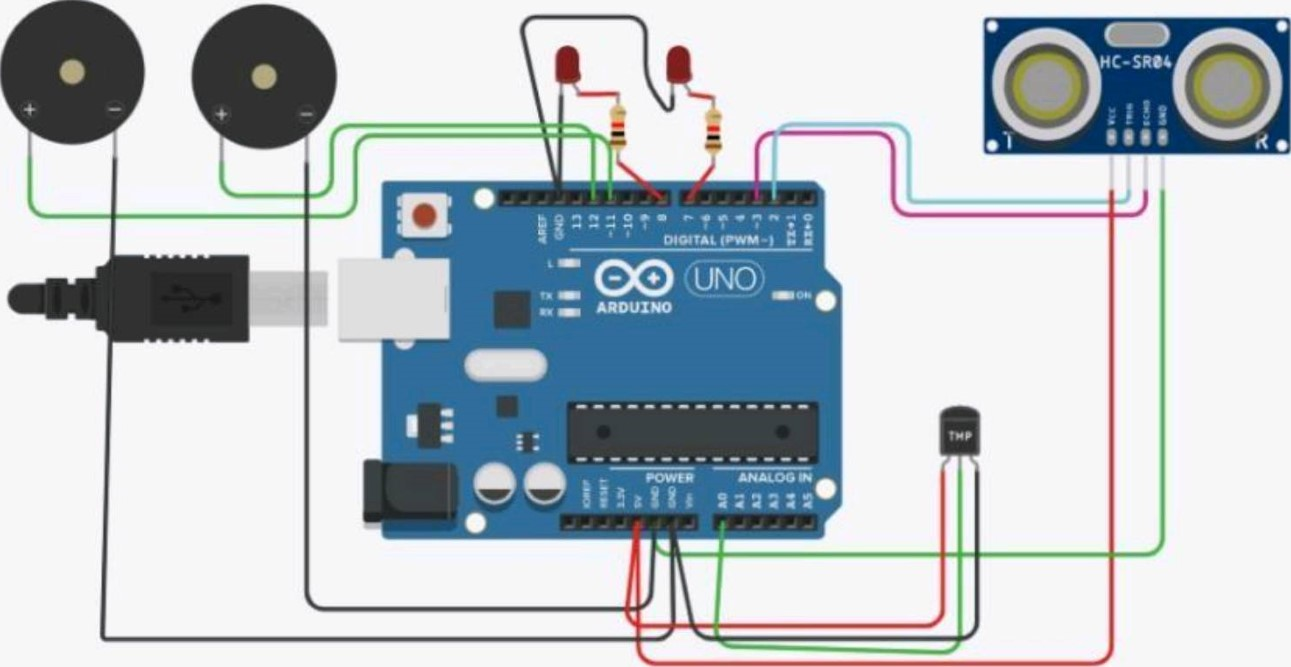 HC-SR04
VCC
TRIG
ECHO
GND
T
R
+
−
+
−
AREF
GND
13
12
~11
~10
~9
8
7
~6
~5
4
~3
2
TX→1
RX←0
DIGITAL (PWM~)
L
TX
RX
ARDUINO
UNO
ON
TMP
POWER
ANALOG IN
IOREF
RESET
3.3V
5V
GND
GND
Vin
A0
A1
A2
A3
A4
A5